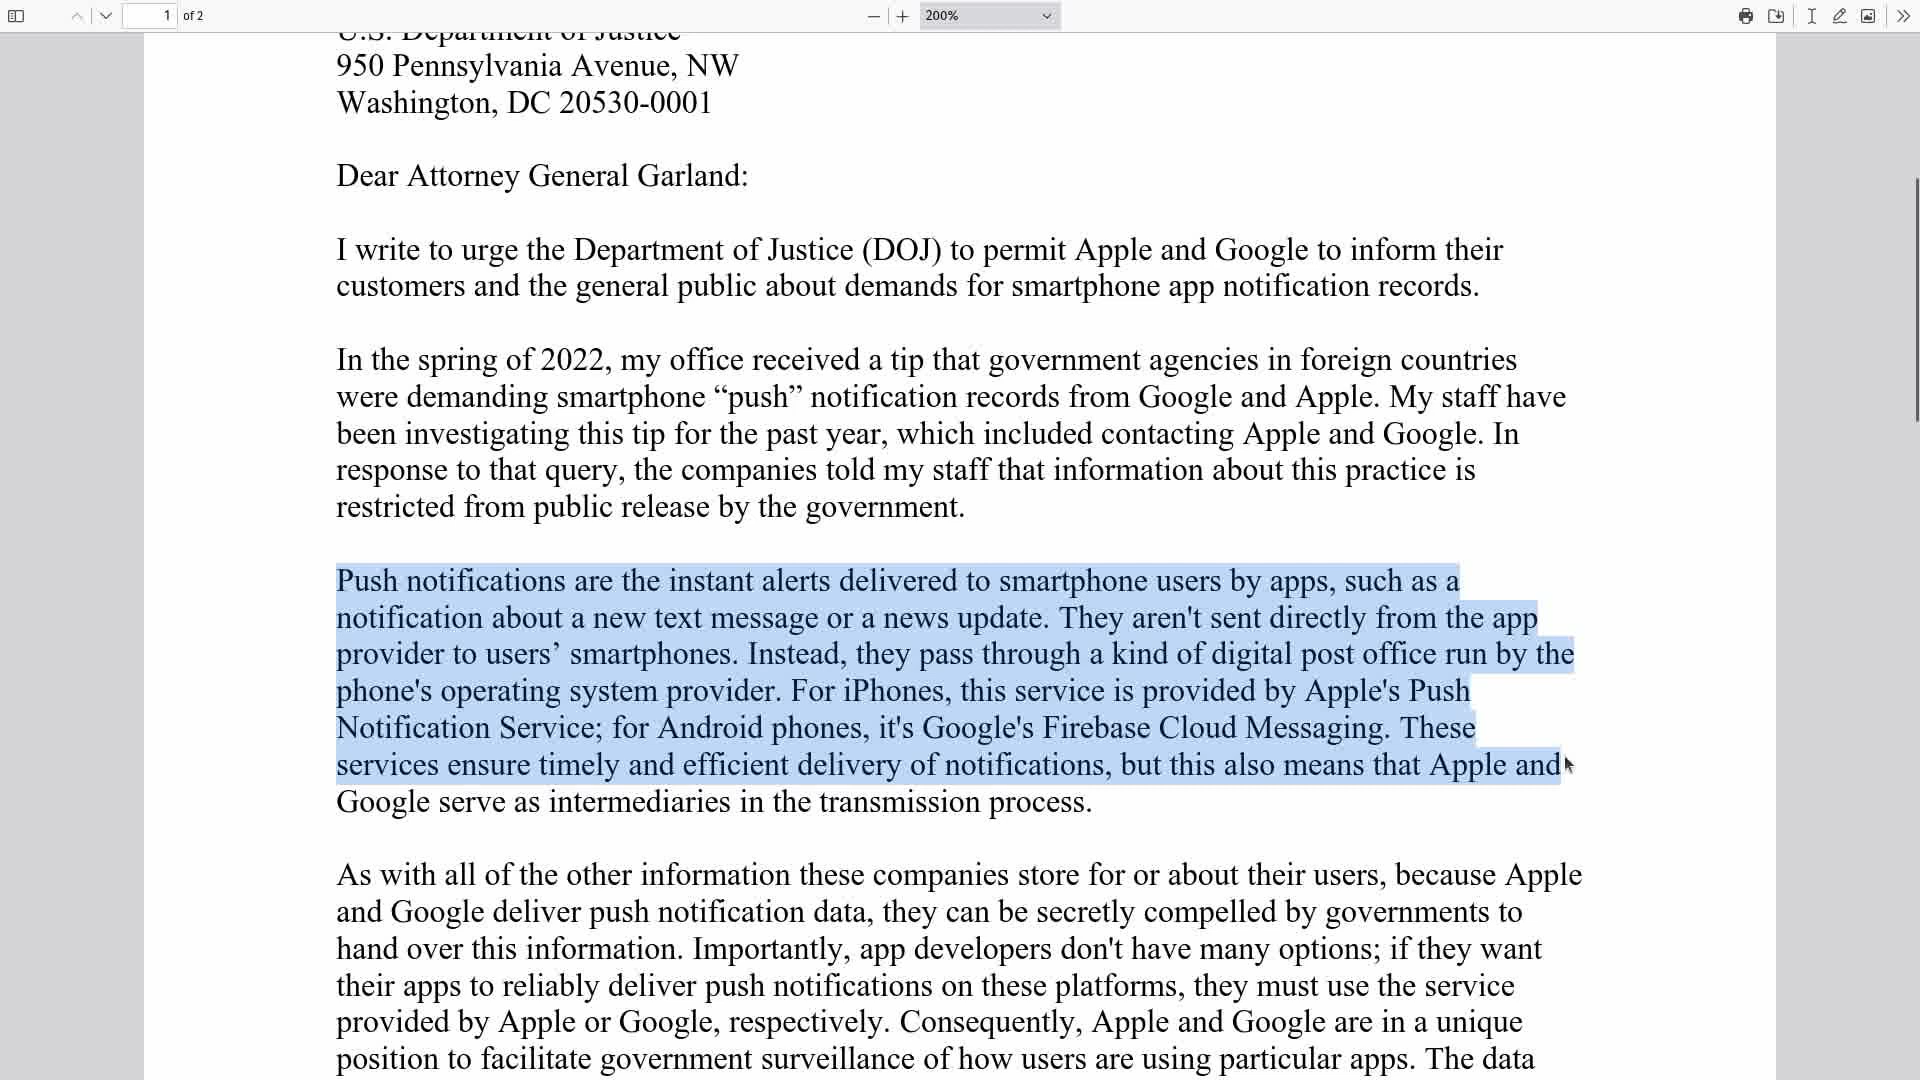 1 of 2
200%
U.S. Department of Justice
950 Pennsylvania Avenue, NW
Washington, DC 20530-0001
Dear Attorney General Garland:
I write to urge the Department of Justice (DOJ) to permit Apple and Google to inform their
customers and the general public about demands for smartphone app notification records.
In the spring of 2022, my office received a tip that government agencies in foreign countries
were demanding smartphone “push” notification records from Google and Apple. My staff have
been investigating this tip for the past year, which included contacting Apple and Google. In
response to that query, the companies told my staff that information about this practice is
restricted from public release by the government.
Push notifications are the instant alerts delivered to smartphone users by apps, such as a
notification about a new text message or a news update. They aren't sent directly from the app
provider to users’ smartphones. Instead, they pass through a kind of digital post office run by the
phone's operating system provider. For iPhones, this service is provided by Apple's Push
Notification Service; for Android phones, it's Google's Firebase Cloud Messaging. These
services ensure timely and efficient delivery of notifications, but this also means that Apple and
Google serve as intermediaries in the transmission process.
As with all of the other information these companies store for or about their users, because Apple
and Google deliver push notification data, they can be secretly compelled by governments to
hand over this information. Importantly, app developers don't have many options; if they want
their apps to reliably deliver push notifications on these platforms, they must use the service
provided by Apple or Google, respectively. Consequently, Apple and Google are in a unique
position to facilitate government surveillance of how users are using particular apps. The data